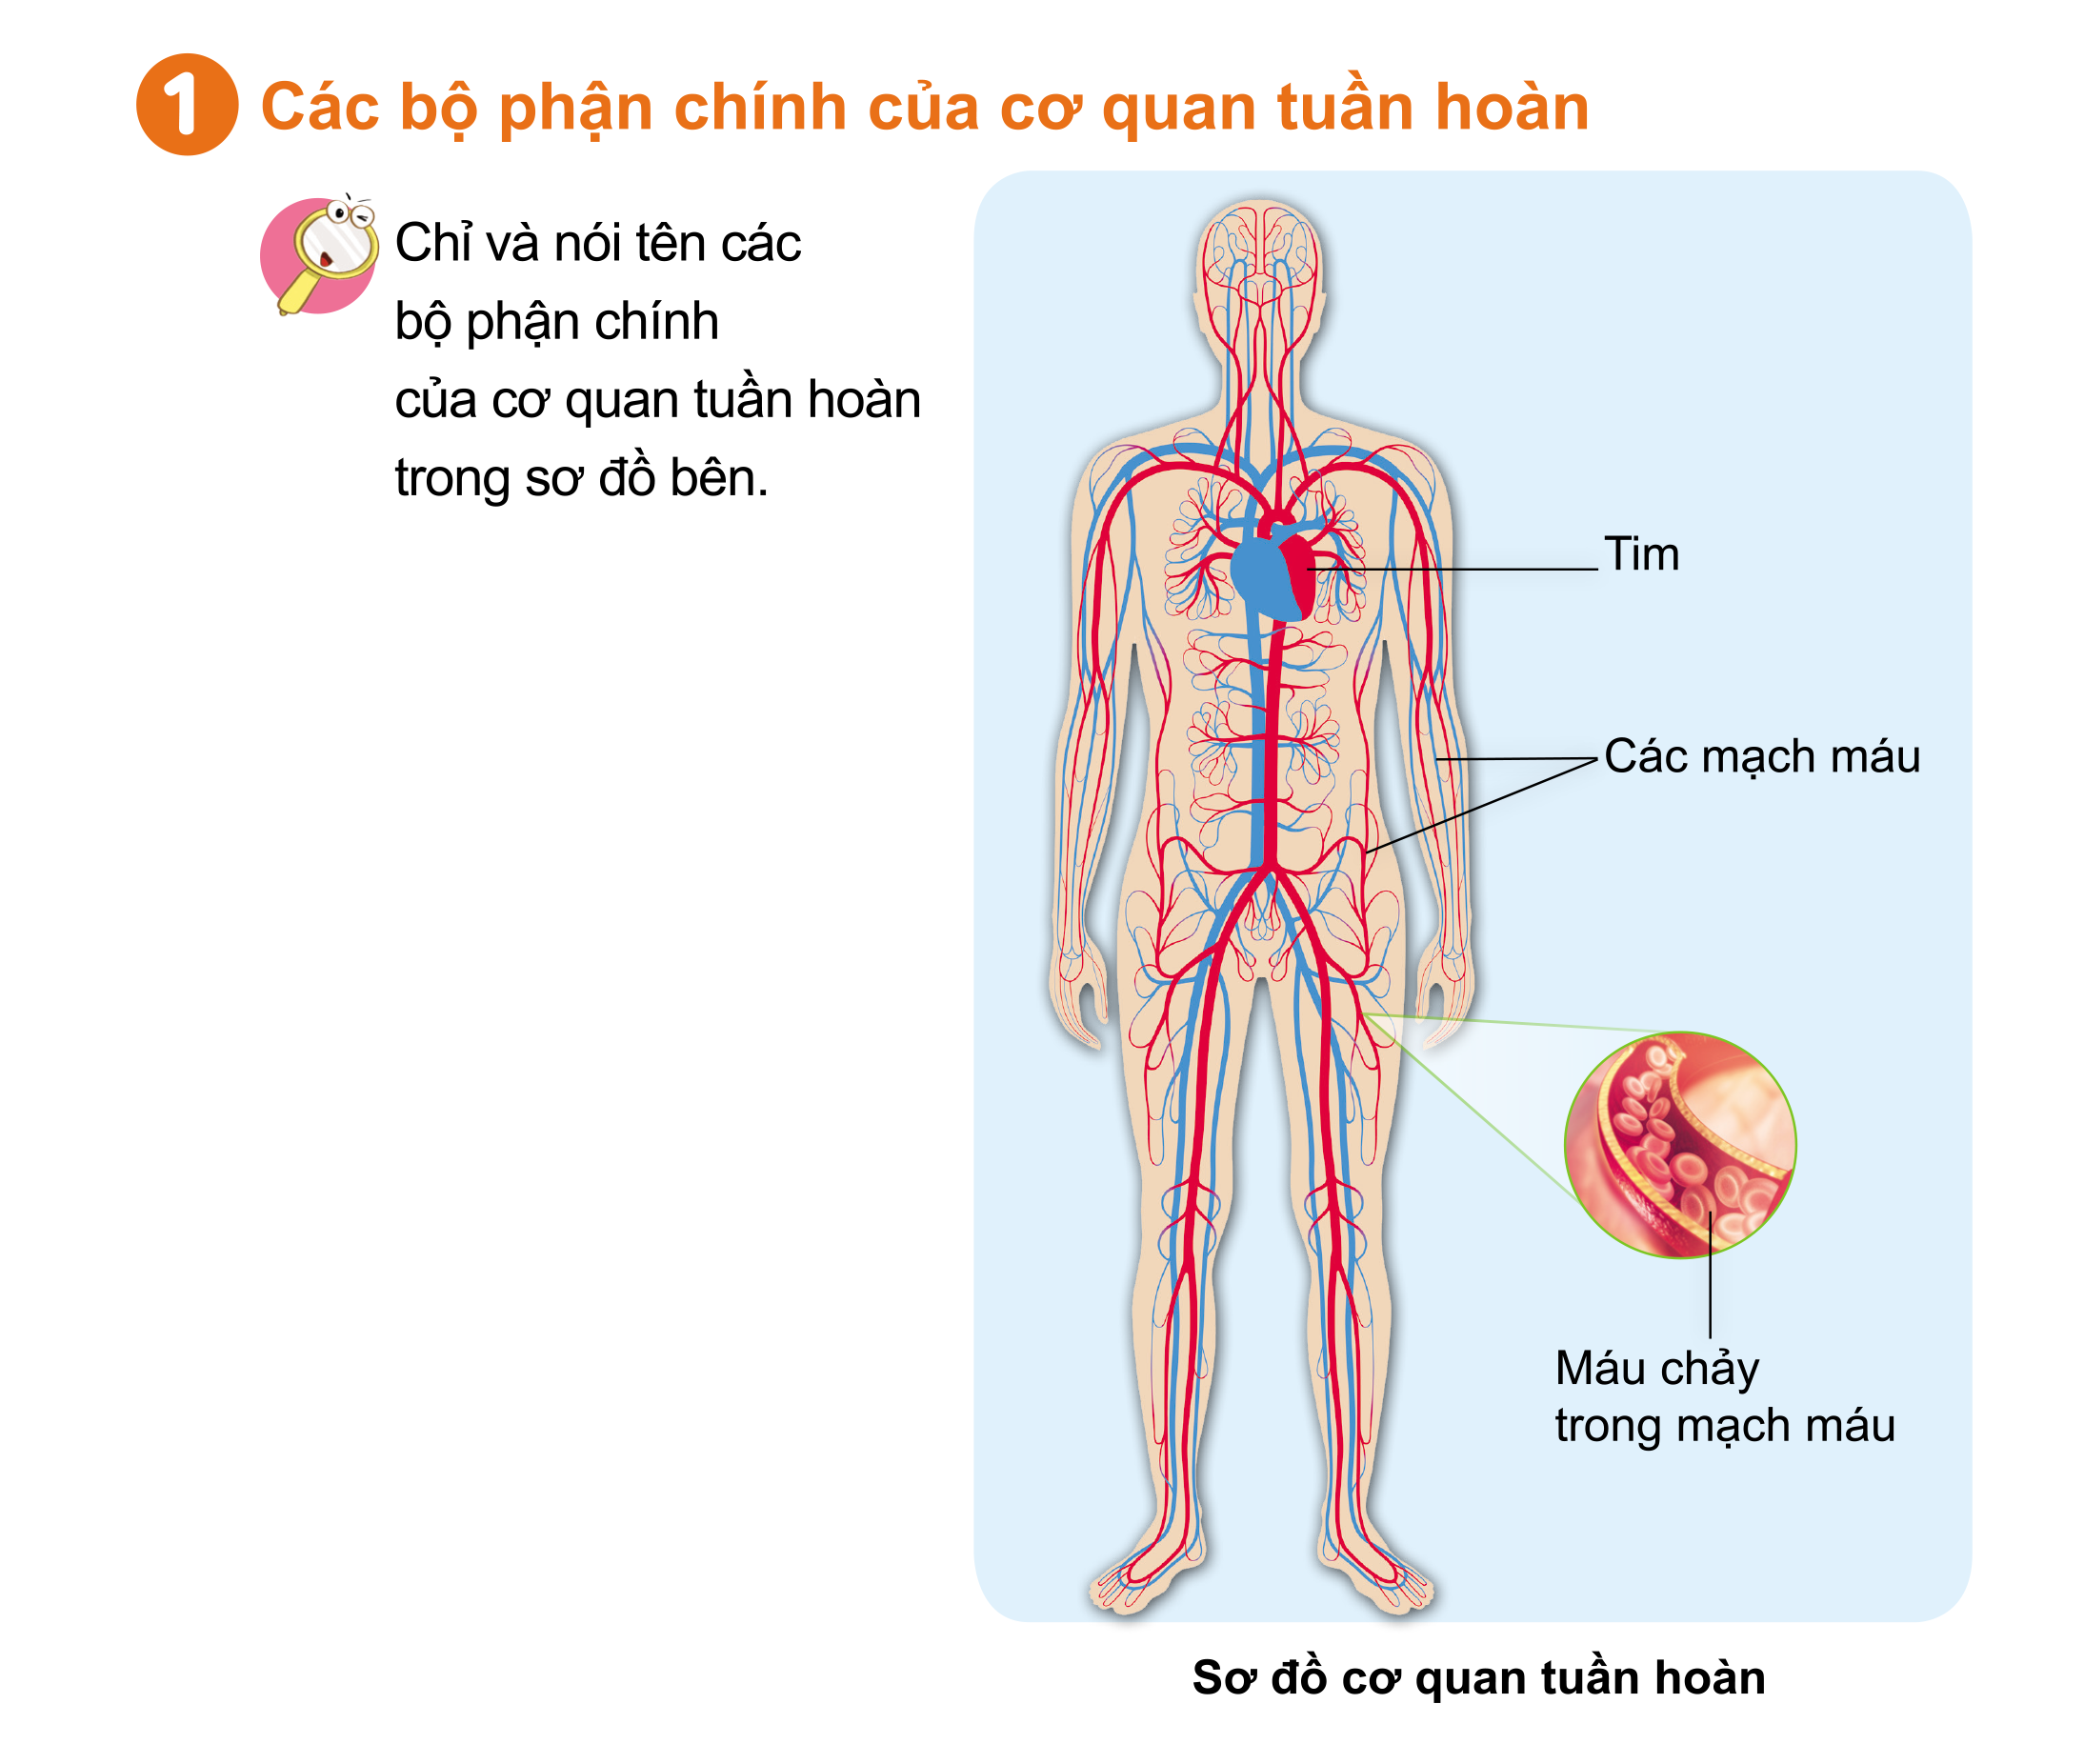 1 Các bộ phận chính của cơ quan tuần hoàn
Chỉ và nói tên các
bộ phận chính
của cơ quan tuần hoàn
trong sơ đồ bên.
Tim
Các mạch máu
Máu chảy
trong mạch máu
Sơ đồ cơ quan tuần hoàn